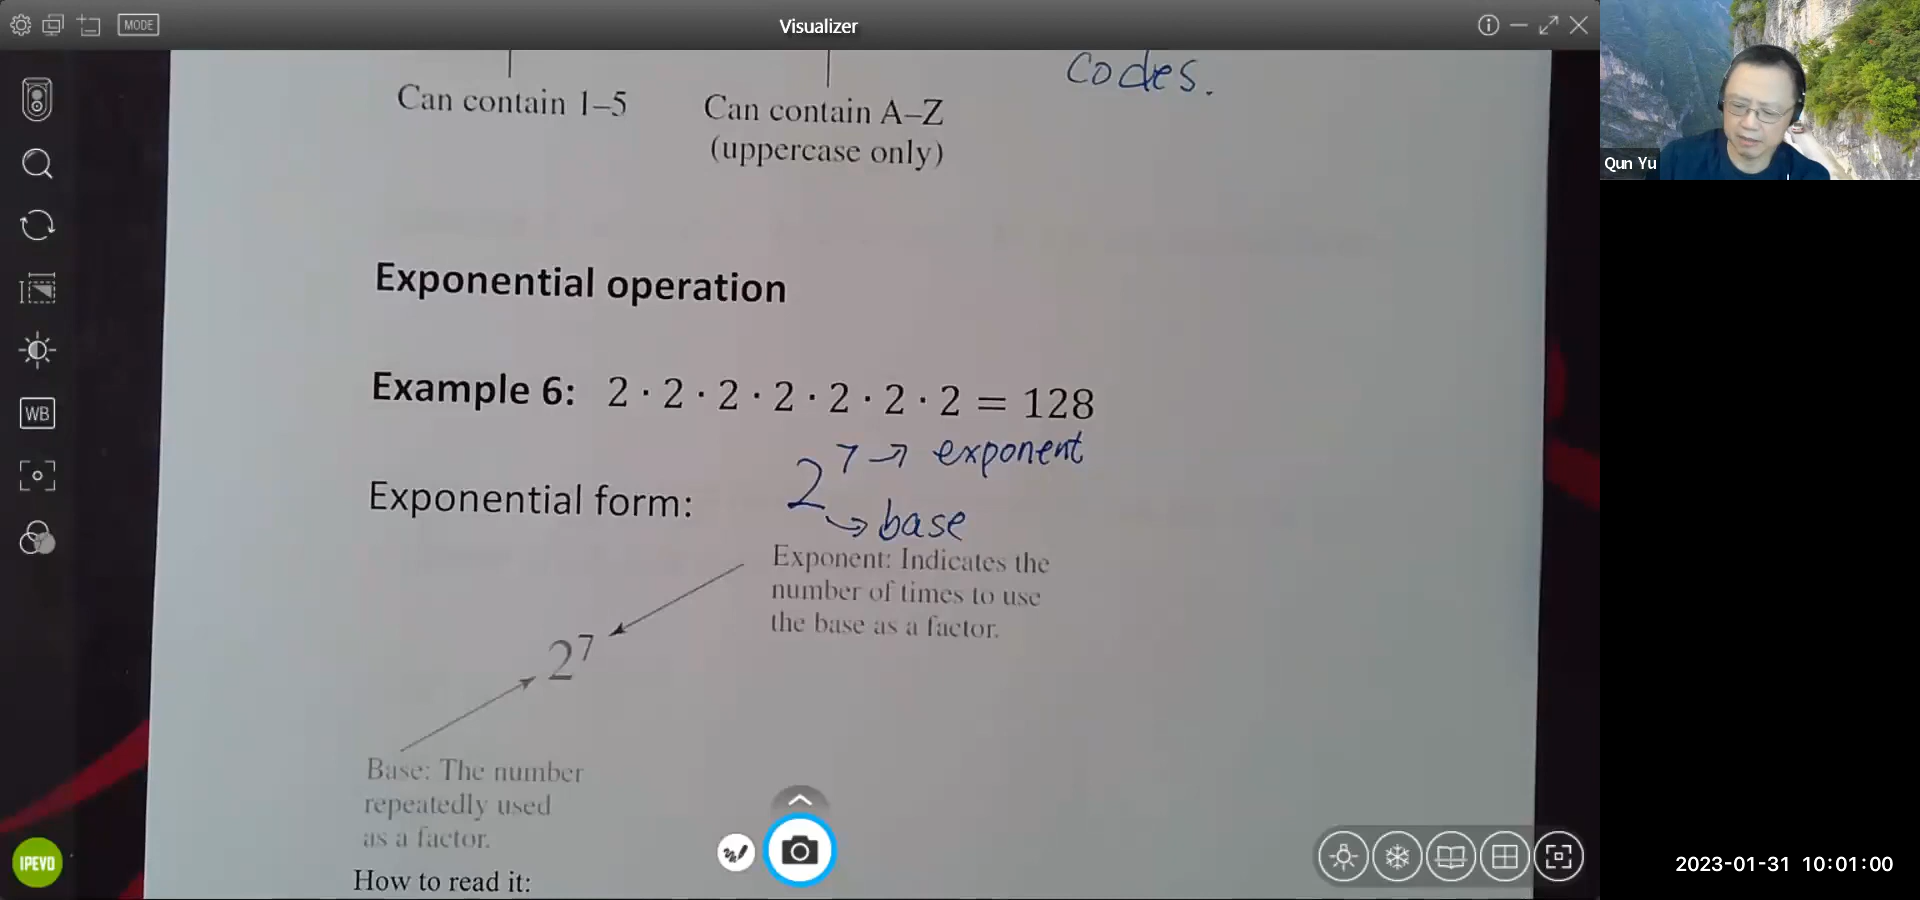 MODE
Visualizer
codes.
Can contain 1–5
Can contain A–Z
(uppercase only)
Qun Yu
Exponential operation
Example 6: 2 · 2 · 2 · 2 · 2 · 2 · 2 = 128
7 → exponent
Exponential form: 2
→ base
Exponent: Indicates the
number of times to use
the base as a factor.
2⁷
Base: The number
repeatedly used
as a factor.
How to read it:
WB
IPEVO
2023-01-31 10:01:00